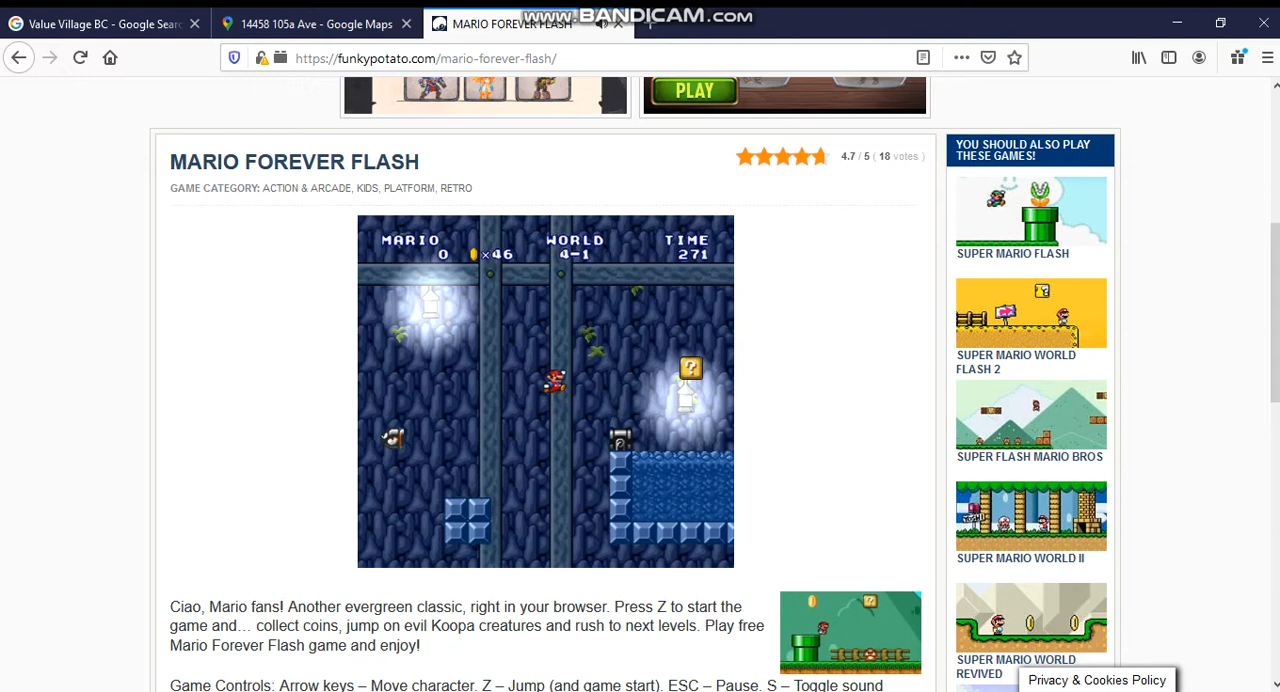 www.BANDICAM.com
Value Village BC - Google Sear
14458 105a Ave - Google Maps
MARIO FOREVER FLASH
https://funkypotato.com/mario-forever-flash/
PLAY
MARIO FOREVER FLASH
4.7 / 5 ( 18 votes )
GAME CATEGORY: ACTION & ARCADE, KIDS, PLATFORM, RETRO
MARIO WORLD TIME
0 ×46 4-1 271
?
Ciao, Mario fans! Another evergreen classic, right in your browser. Press Z to start the
game and… collect coins, jump on evil Koopa creatures and rush to next levels. Play free
Mario Forever Flash game and enjoy!
Game Controls: Arrow keys – Move character. Z – Jump (and game start). ESC – Pause. S – Toggle sound
YOU SHOULD ALSO PLAY
THESE GAMES!
SUPER MARIO FLASH
SUPER MARIO WORLD
FLASH 2
SUPER FLASH MARIO BROS
SUPER MARIO WORLD II
SUPER MARIO WORLD
REVIVED
Privacy & Cookies Policy